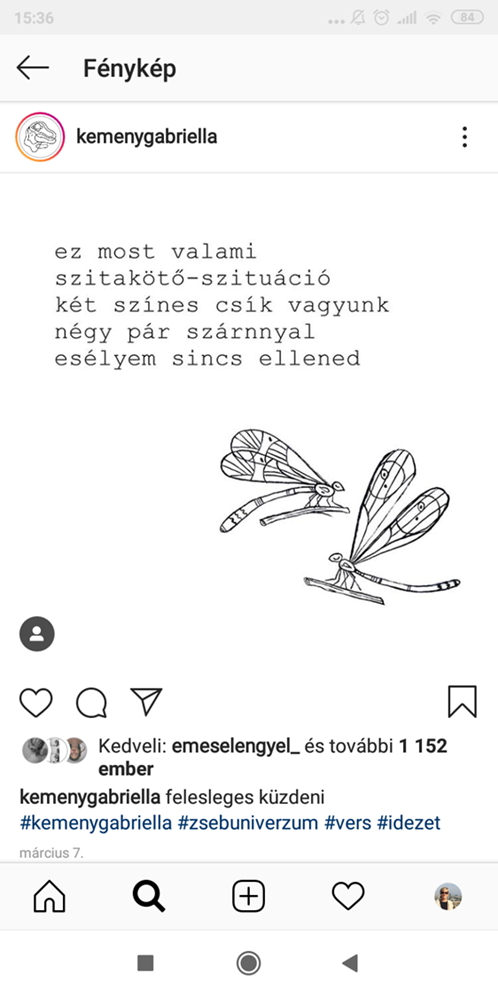 15:36
84
Fénykép
kemenygabriella
ez most valami
szitakötő-szituáció
két színes csík vagyunk
négy pár szárnnyal
esélyem sincs ellened
Kedveli: emeselengyel_ és további 1 152
ember
kemenygabriella felesleges küzdeni
#kemenygabriella #zsebuniverzum #vers #idezet
március 7.